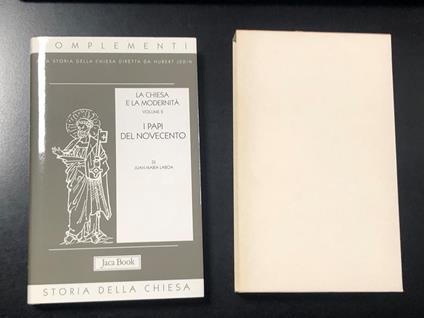 COMPLEMENTI
ALLA STORIA DELLA CHIESA DIRETTA DA HUBERT JEDIN
LA CHIESA
E LA MODERNITÀ
VOLUME II
I PAPI
DEL NOVECENTO
DI
JUAN MARÍA LABOA
Jaca Book
STORIA DELLA CHIESA